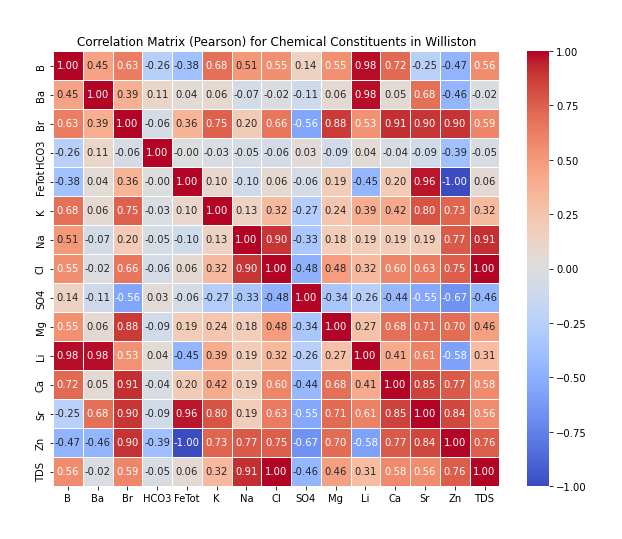 Correlation Matrix (Pearson) for Chemical Constituents in Williston
B 1.00 0.45 0.63 -0.26 -0.38 0.68 0.51 0.55 0.14 0.55 0.98 0.72 -0.25 -0.47 0.56
Ba 0.45 1.00 0.39 0.11 0.04 0.06 -0.07 -0.02 -0.11 0.06 0.98 0.05 0.68 -0.46 -0.02
Br 0.63 0.39 1.00 -0.06 0.36 0.75 0.20 0.66 -0.56 0.88 0.53 0.91 0.90 0.90 0.59
HCO3 -0.26 0.11 -0.06 1.00 -0.00 -0.03 -0.05 -0.06 0.03 -0.09 0.04 -0.04 -0.09 -0.39 -0.05
FeTot -0.38 0.04 0.36 -0.00 1.00 0.10 -0.10 0.06 -0.06 0.19 -0.45 0.20 0.96 -1.00 0.06
K 0.68 0.06 0.75 -0.03 0.10 1.00 0.13 0.32 -0.27 0.24 0.39 0.42 0.80 0.73 0.32
Na 0.51 -0.07 0.20 -0.05 -0.10 0.13 1.00 0.90 -0.33 0.18 0.19 0.19 0.19 0.77 0.91
Cl 0.55 -0.02 0.66 -0.06 0.06 0.32 0.90 1.00 -0.48 0.48 0.32 0.60 0.63 0.75 1.00
SO4 0.14 -0.11 -0.56 0.03 -0.06 -0.27 -0.33 -0.48 1.00 -0.34 -0.26 -0.44 -0.55 -0.67 -0.46
Mg 0.55 0.06 0.88 -0.09 0.19 0.24 0.18 0.48 -0.34 1.00 0.27 0.68 0.71 0.70 0.46
Li 0.98 0.98 0.53 0.04 -0.45 0.39 0.19 0.32 -0.26 0.27 1.00 0.41 0.61 -0.58 0.31
Ca 0.72 0.05 0.91 -0.04 0.20 0.42 0.19 0.60 -0.44 0.68 0.41 1.00 0.85 0.77 0.58
Sr -0.25 0.68 0.90 -0.09 0.96 0.80 0.19 0.63 -0.55 0.71 0.61 0.85 1.00 0.84 0.56
Zn -0.47 -0.46 0.90 -0.39 -1.00 0.73 0.77 0.75 -0.67 0.70 -0.58 0.77 0.84 1.00 0.76
TDS 0.56 -0.02 0.59 -0.05 0.06 0.32 0.91 1.00 -0.46 0.46 0.31 0.58 0.56 0.76 1.00
B Ba Br HCO3 FeTot K Na Cl SO4 Mg Li Ca Sr Zn TDS
1.00
0.75
0.50
0.25
0.00
−0.25
−0.50
−0.75
−1.00